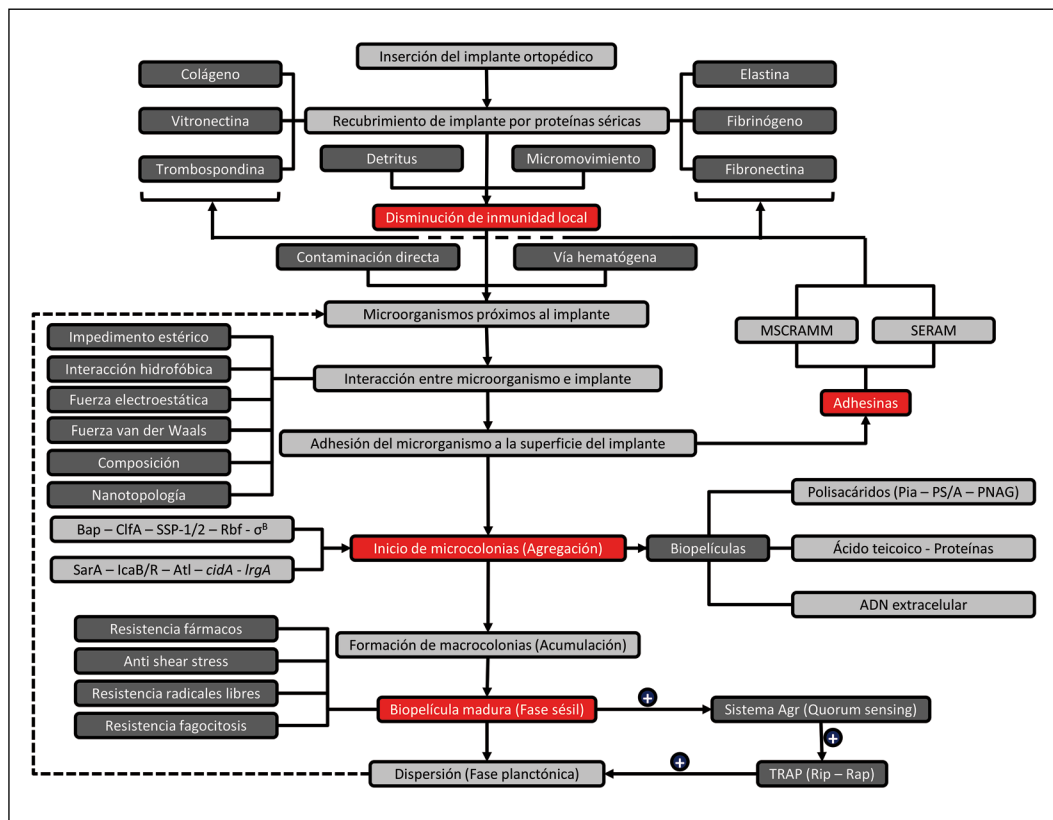 Inserción del implante ortopédico
Colágeno
Elastina
Vitronectina
Recubrimiento de implante por proteínas séricas
Fibrinógeno
Detritus
Micromovimiento
Trombospondina
Fibronectina
Disminución de inmunidad local
Contaminación directa
Vía hematógena
Microorganismos próximos al implante
MSCRAMM
SERAM
Impedimento estérico
Interacción hidrofóbica
Interacción entre microorganismo e implante
Fuerza electroestática
Adhesinas
Fuerza van der Waals
Adhesión del microrganismo a la superficie del implante
Composición
Nanotopología
Polisacáridos (Pia – PS/A – PNAG)
Bap – ClfA – SSP-1/2 – Rbf - σᴮ
Inicio de microcolonias (Agregación)
Biopelículas
Ácido teicoico - Proteínas
SarA – IcaB/R – Atl – cidA - lrgA
ADN extracelular
Resistencia fármacos
Formación de macrocolonias (Acumulación)
Anti shear stress
Resistencia radicales libres
Biopelícula madura (Fase sésil)
+
Sistema Agr (Quorum sensing)
Resistencia fagocitosis
+
Dispersión (Fase planctónica)
+
TRAP (Rip – Rap)